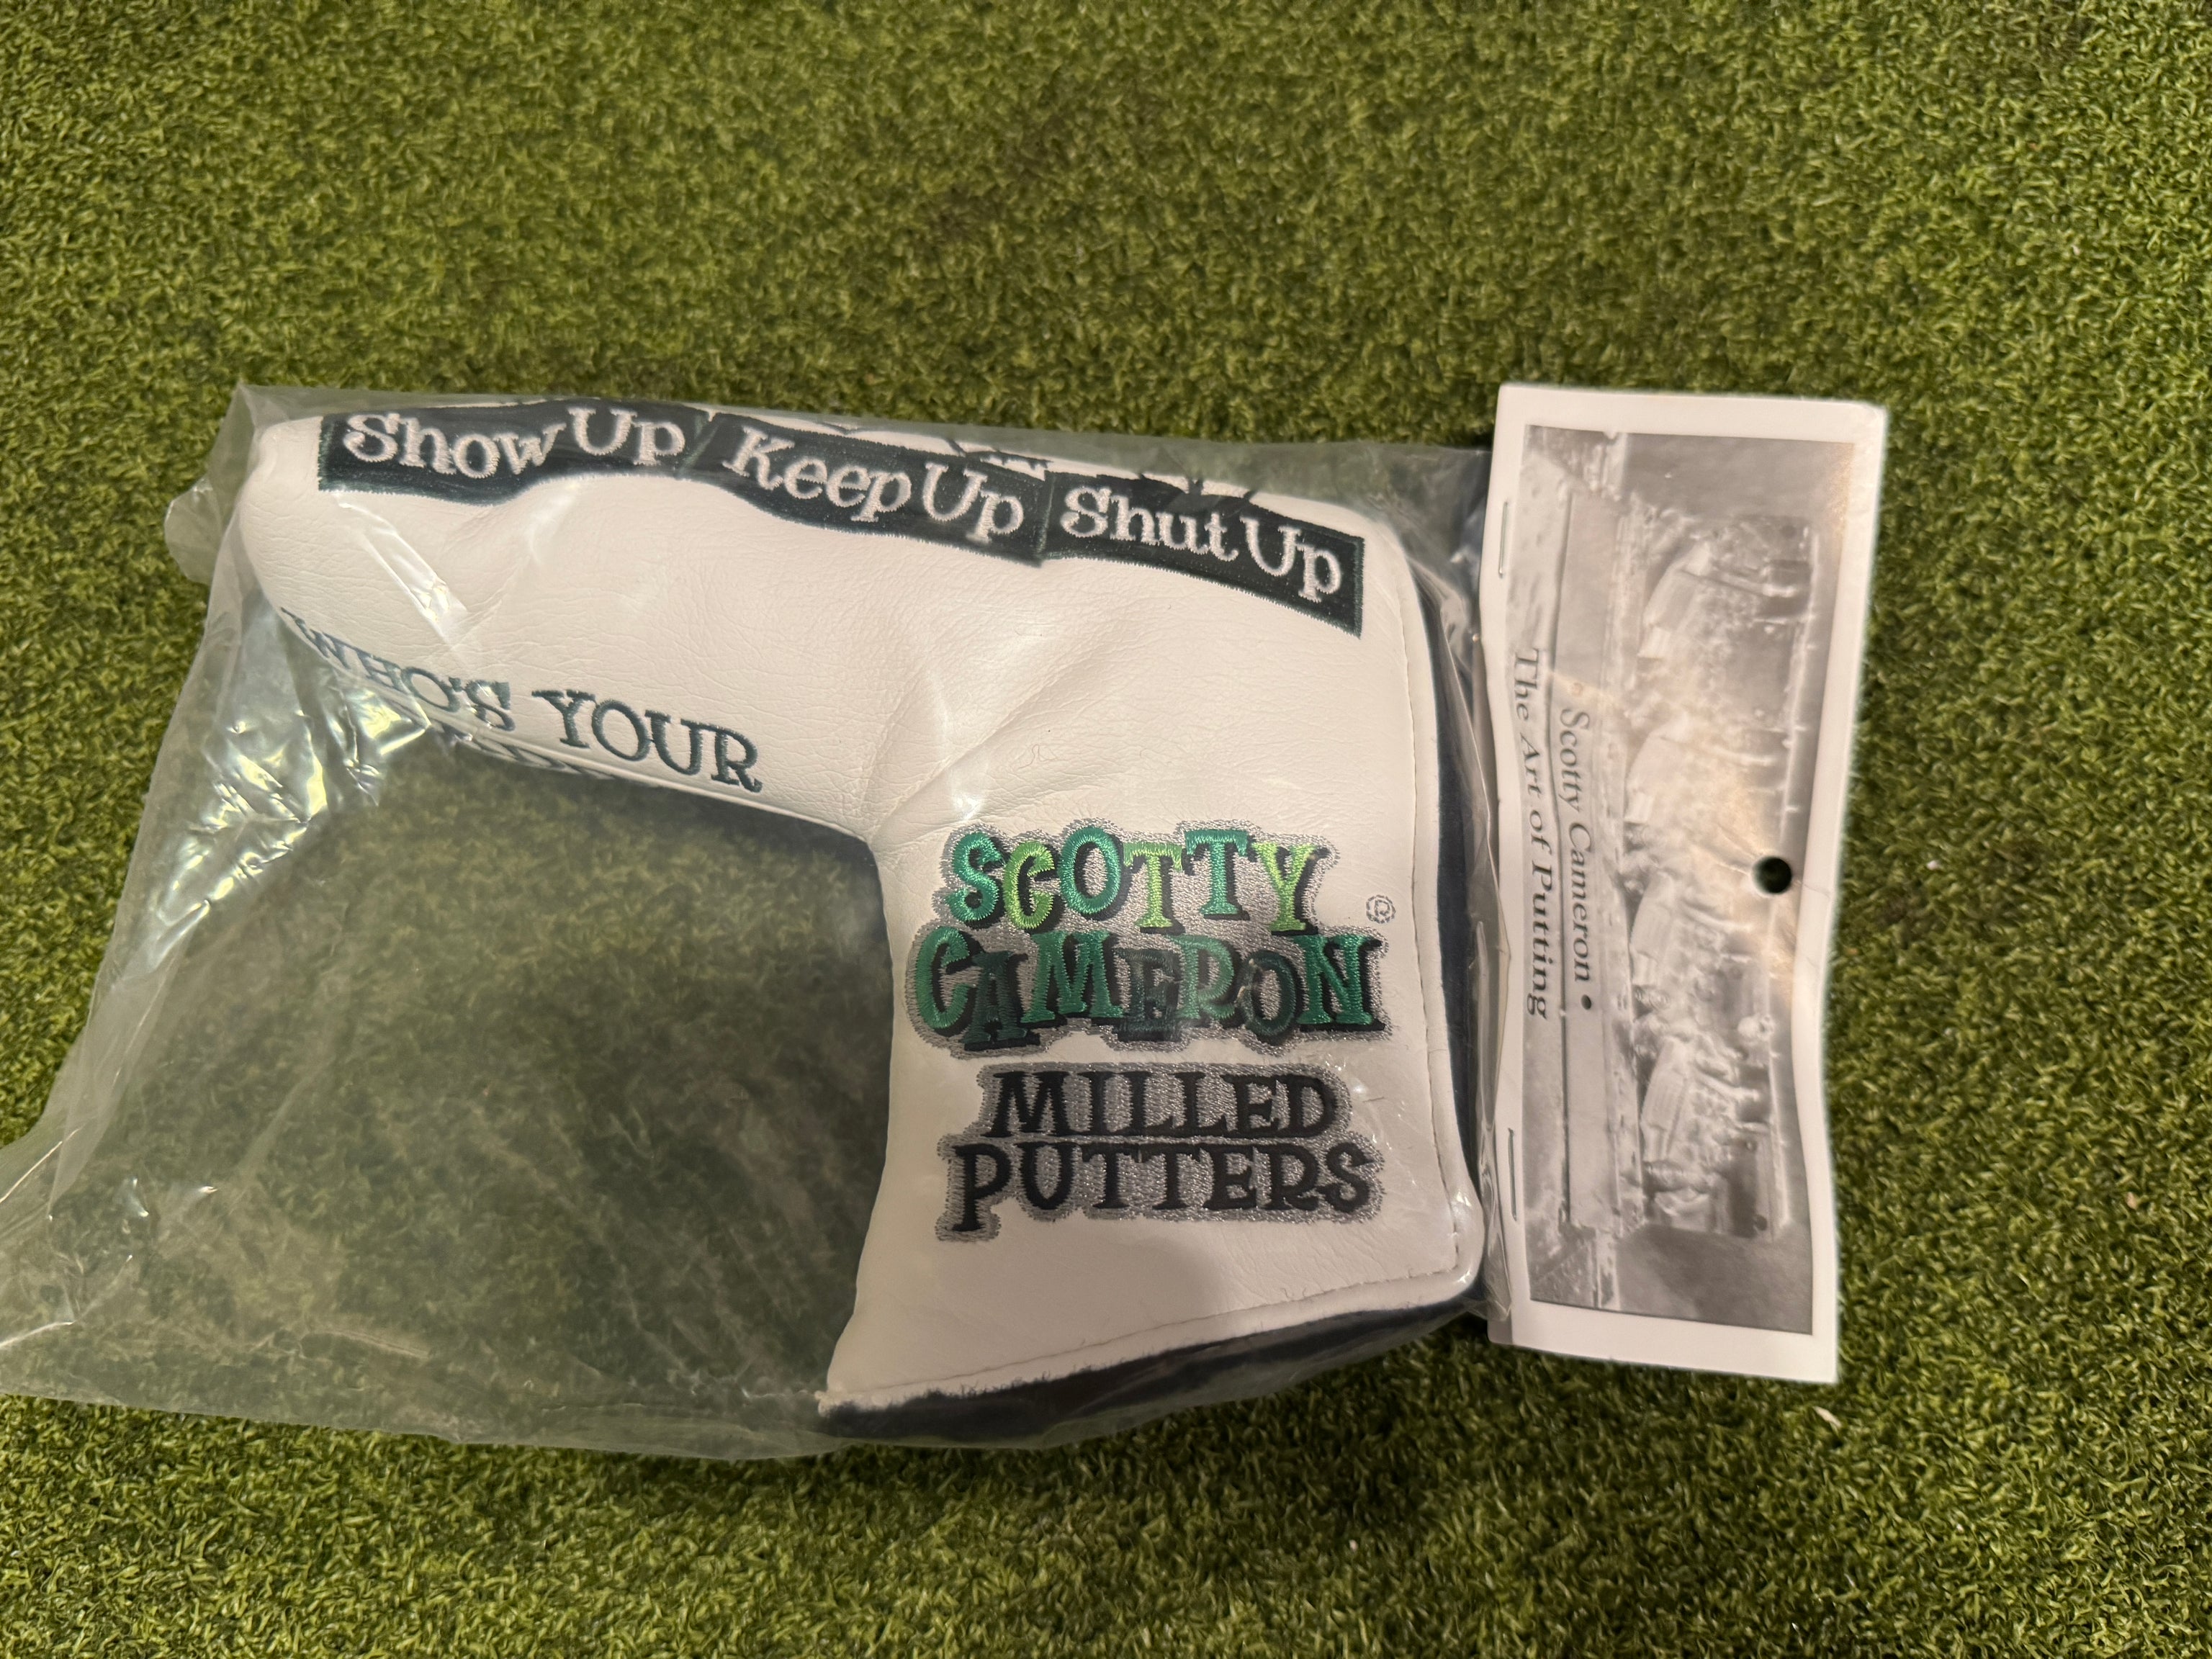 Show Up Keep Up Shut Up
WHO'S YOUR
SCOTTY
CAMERON
®
MILLED
PUTTERS
Scotty Cameron •
The Art of Putting